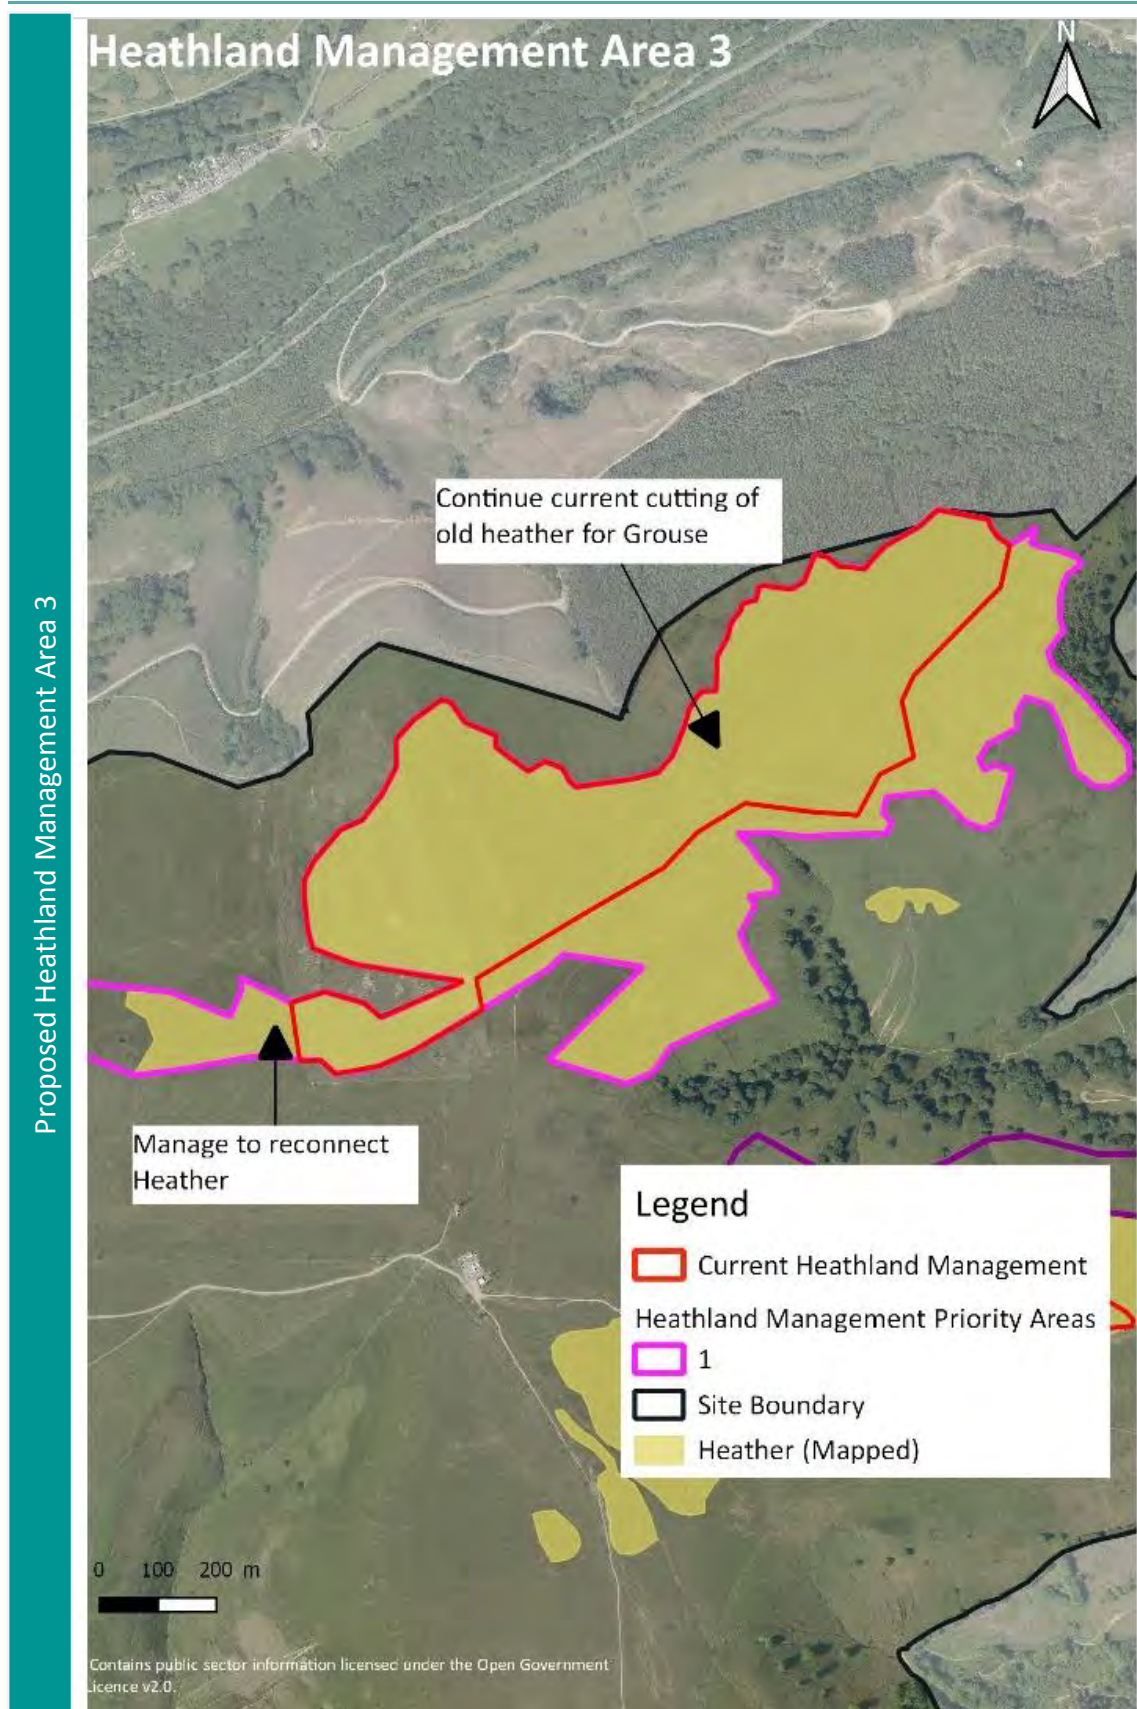 Proposed Heathland Management Area 3
Heathland Management Area 3
N
Continue current cutting of
old heather for Grouse
Manage to reconnect
Heather
Legend
Current Heathland Management
Heathland Management Priority Areas
1
Site Boundary
Heather (Mapped)
0 100 200 m
Contains public sector information licensed under the Open Government
Licence v2.0.